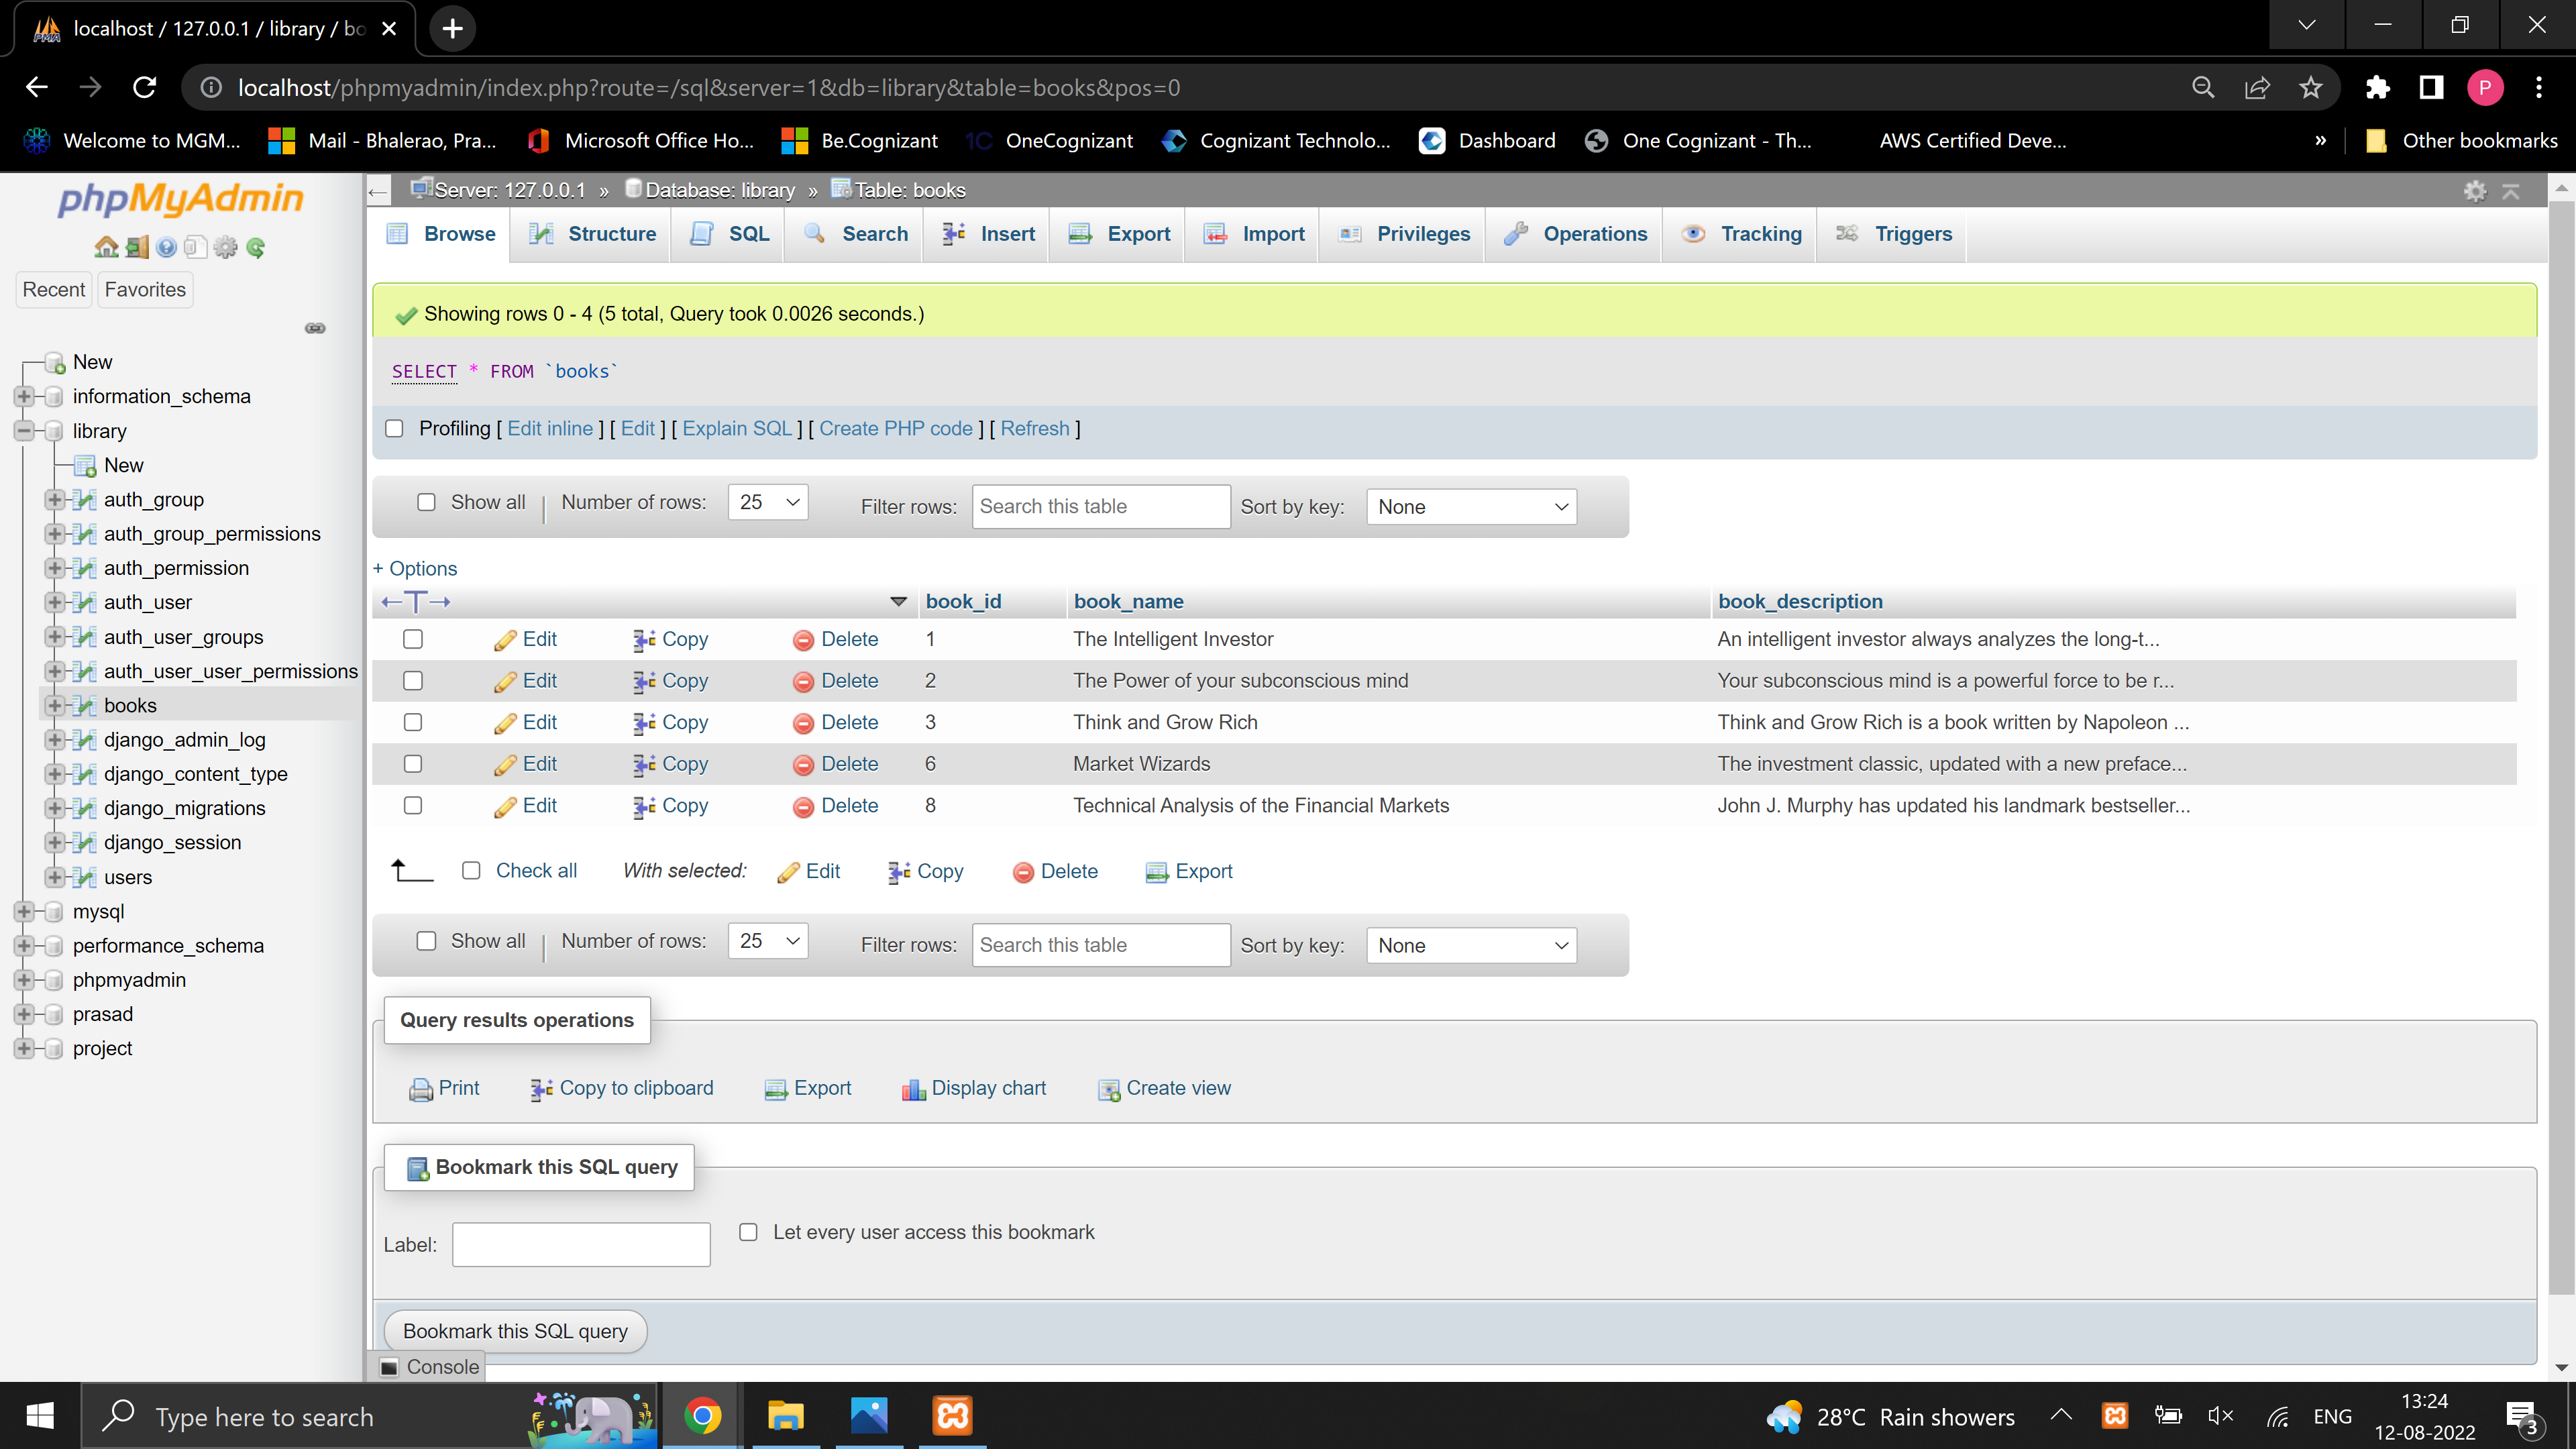 localhost / 127.0.0.1 / library / bo
localhost/phpmyadmin/index.php?route=/sql&server=1&db=library&table=books&pos=0
P
Welcome to MGM... Mail - Bhalerao, Pra... Microsoft Office Ho... Be.Cognizant 1C OneCognizant Cognizant Technolo... Dashboard One Cognizant - Th... AWS Certified Deve... » Other bookmarks
phpMyAdmin
Recent Favorites
New
information_schema
library
New
auth_group
auth_group_permissions
auth_permission
auth_user
auth_user_groups
auth_user_user_permissions
books
django_admin_log
django_content_type
django_migrations
django_session
users
mysql
performance_schema
phpmyadmin
prasad
project
Server: 127.0.0.1 » Database: library » Table: books
Browse Structure SQL Search Insert Export Import Privileges Operations Tracking Triggers
Showing rows 0 - 4 (5 total, Query took 0.0026 seconds.)
SELECT * FROM `books`
Profiling [ Edit inline ] [ Edit ] [ Explain SQL ] [ Create PHP code ] [ Refresh ]
Show all | Number of rows: 25 Filter rows: Search this table Sort by key: None
+ Options
←T→ book_id book_name book_description
Edit Copy Delete 1 The Intelligent Investor An intelligent investor always analyzes the long-t...
Edit Copy Delete 2 The Power of your subconscious mind Your subconscious mind is a powerful force to be r...
Edit Copy Delete 3 Think and Grow Rich Think and Grow Rich is a book written by Napoleon ...
Edit Copy Delete 6 Market Wizards The investment classic, updated with a new preface...
Edit Copy Delete 8 Technical Analysis of the Financial Markets John J. Murphy has updated his landmark bestseller...
Check all With selected: Edit Copy Delete Export
Show all | Number of rows: 25 Filter rows: Search this table Sort by key: None
Query results operations
Print Copy to clipboard Export Display chart Create view
Bookmark this SQL query
Label: Let every user access this bookmark
Bookmark this SQL query
Console
Type here to search
28°C Rain showers
ENG
13:24
12-08-2022
3